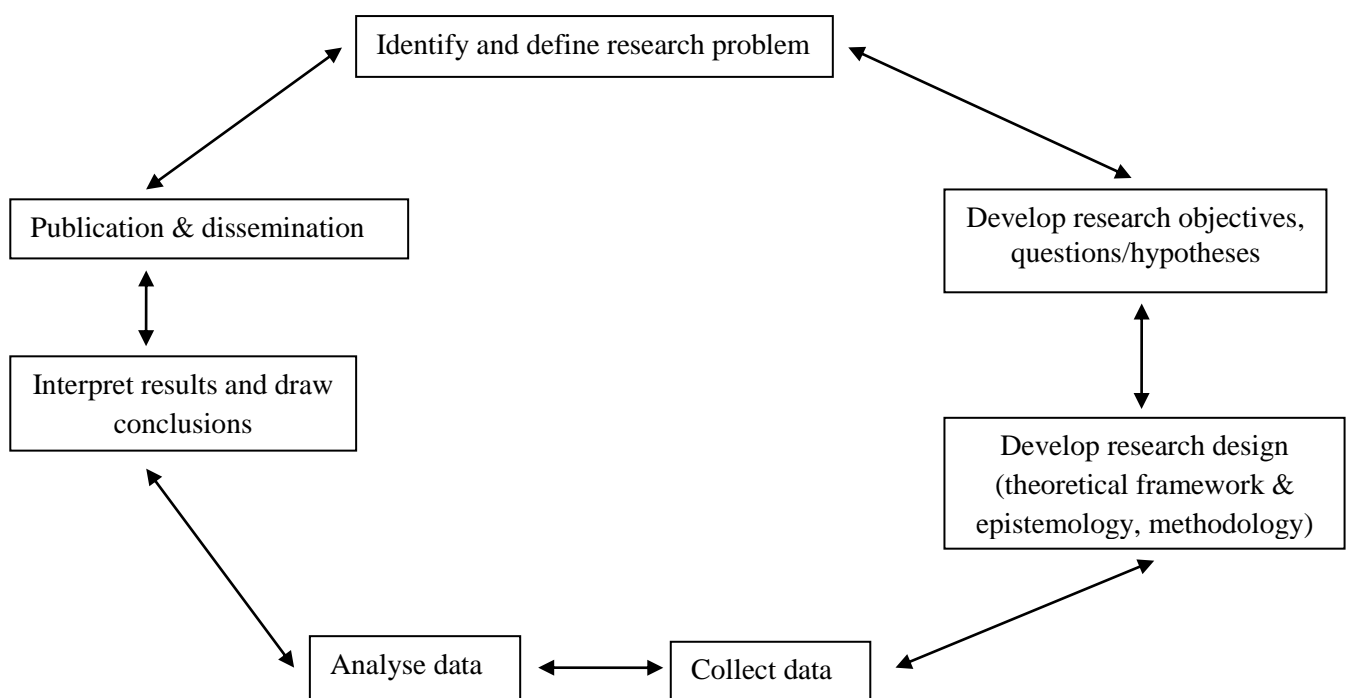 Identify and define research problem
Publication & dissemination
Develop research objectives,
questions/hypotheses
Interpret results and draw
conclusions
Develop research design
(theoretical framework &
epistemology, methodology)
Analyse data
Collect data